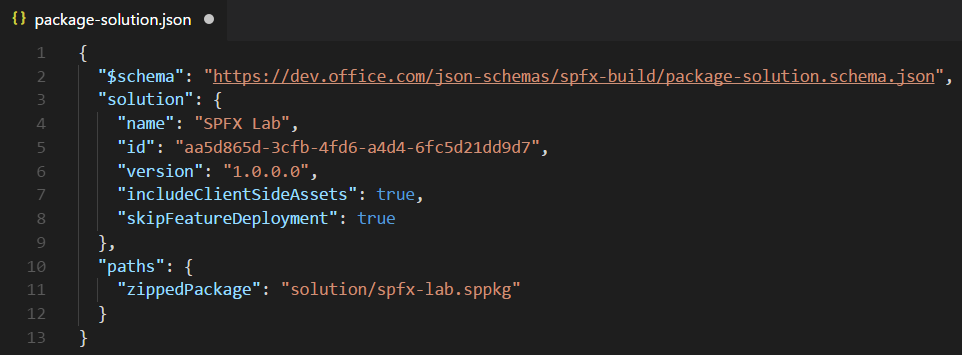 {} package-solution.json ●
1 {
2 "$schema": "https://dev.office.com/json-schemas/spfx-build/package-solution.schema.json",
3 "solution": {
4 "name": "SPFX Lab",
5 "id": "aa5d865d-3cfb-4fd6-a4d4-6fc5d21dd9d7",
6 "version": "1.0.0.0",
7 "includeClientSideAssets": true,
8 "skipFeatureDeployment": true
9 },
10 "paths": {
11 "zippedPackage": "solution/spfx-lab.sppkg"
12 }
13 }